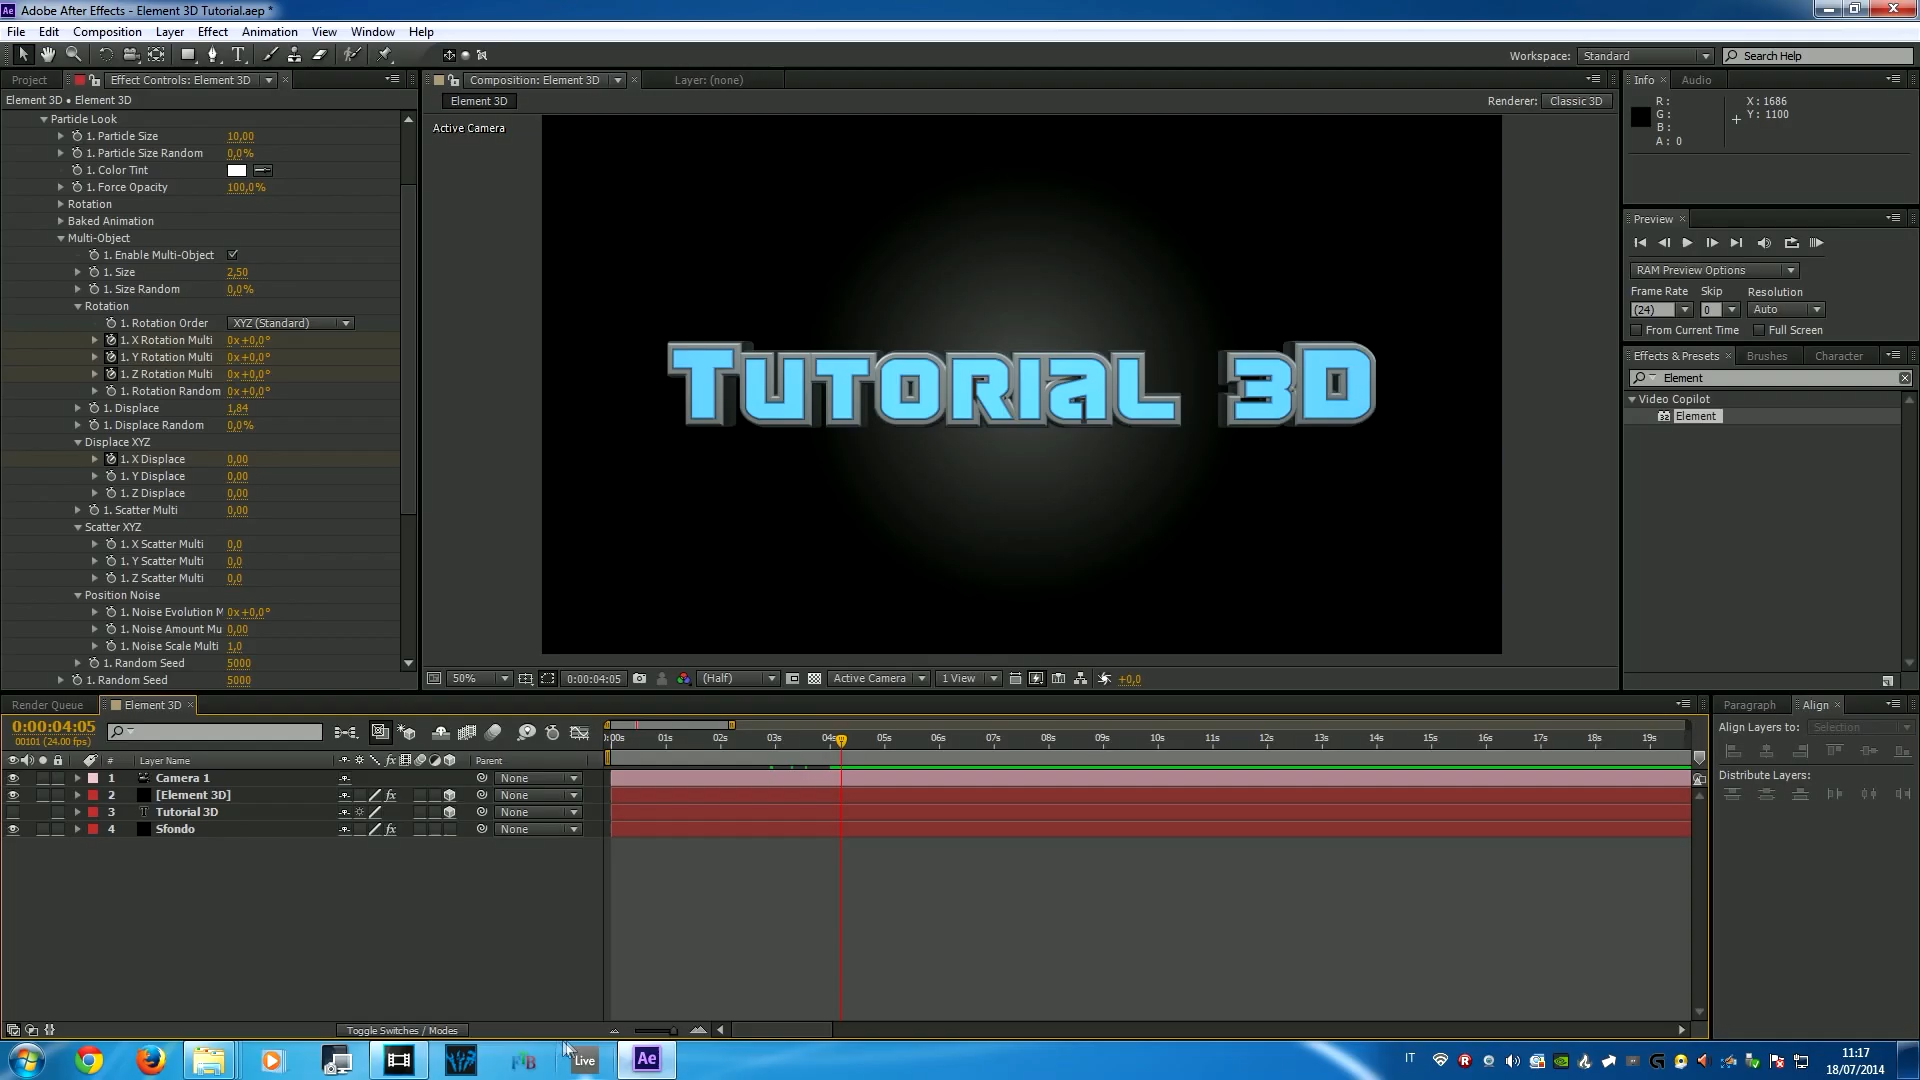 Adobe After Effects - Element 3D Tutorial.aep *
File Edit Composition Layer Effect Animation View Window Help
Workspace: Standard Search Help
Project Effect Controls: Element 3D
Element 3D • Element 3D
Particle Look
1. Particle Size 10,00
1. Particle Size Random 0,0%
1. Color Tint
1. Force Opacity 100,0%
Rotation
Baked Animation
Multi-Object
1. Enable Multi-Object
1. Size 2,50
1. Size Random 0,0%
Rotation
1. Rotation Order XYZ (Standard)
1. X Rotation Multi 0x+0,0°
1. Y Rotation Multi 0x+0,0°
1. Z Rotation Multi 0x+0,0°
1. Rotation Random 0x+0,0°
1. Displace 1,84
1. Displace Random 0,0%
Displace XYZ
1. X Displace 0,00
1. Y Displace 0,00
1. Z Displace 0,00
1. Scatter Multi 0,00
Scatter XYZ
1. X Scatter Multi 0,0
1. Y Scatter Multi 0,0
1. Z Scatter Multi 0,0
Position Noise
1. Noise Evolution M 0x+0,0°
1. Noise Amount Mu 0,00
1. Noise Scale Multi 1,0
1. Random Seed 5000
1. Random Seed 5000
Composition: Element 3D Layer: (none)
Element 3D Renderer: Classic 3D
Active Camera
Tutorial 3D
50% 0:00:04:05 (Half) Active Camera 1 View +0,0
Info Audio
R: X: 1686
G: Y: 1100
B:
A: 0
Preview
RAM Preview Options
Frame Rate Skip Resolution
(24) 0 Auto
From Current Time Full Screen
Effects & Presets Brushes Character
Element
Video Copilot
32 Element
Render Queue Element 3D
0:00:04:05
00101 (24.00 fps)
:00s 01s 02s 03s 04s 05s 06s 07s 08s 09s 10s 11s 12s 13s 14s 15s 16s 17s 18s 19s
# Layer Name fx Parent
1 Camera 1 None
2 [Element 3D] fx None
3 T Tutorial 3D None
4 Sfondo fx None
Toggle Switches / Modes
Paragraph Align
Align Layers to: Selection
Distribute Layers:
Live Ae IT 11:17
18/07/2014